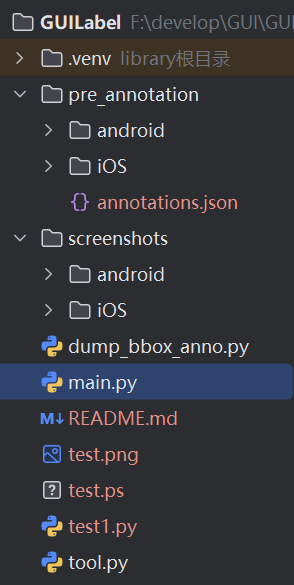 GUILabel F:\develop\GUI\GUI
.venv library根目录
pre_annotation
android
iOS
annotations.json
screenshots
android
iOS
dump_bbox_anno.py
main.py
M↓ README.md
test.png
? test.ps
test1.py
tool.py